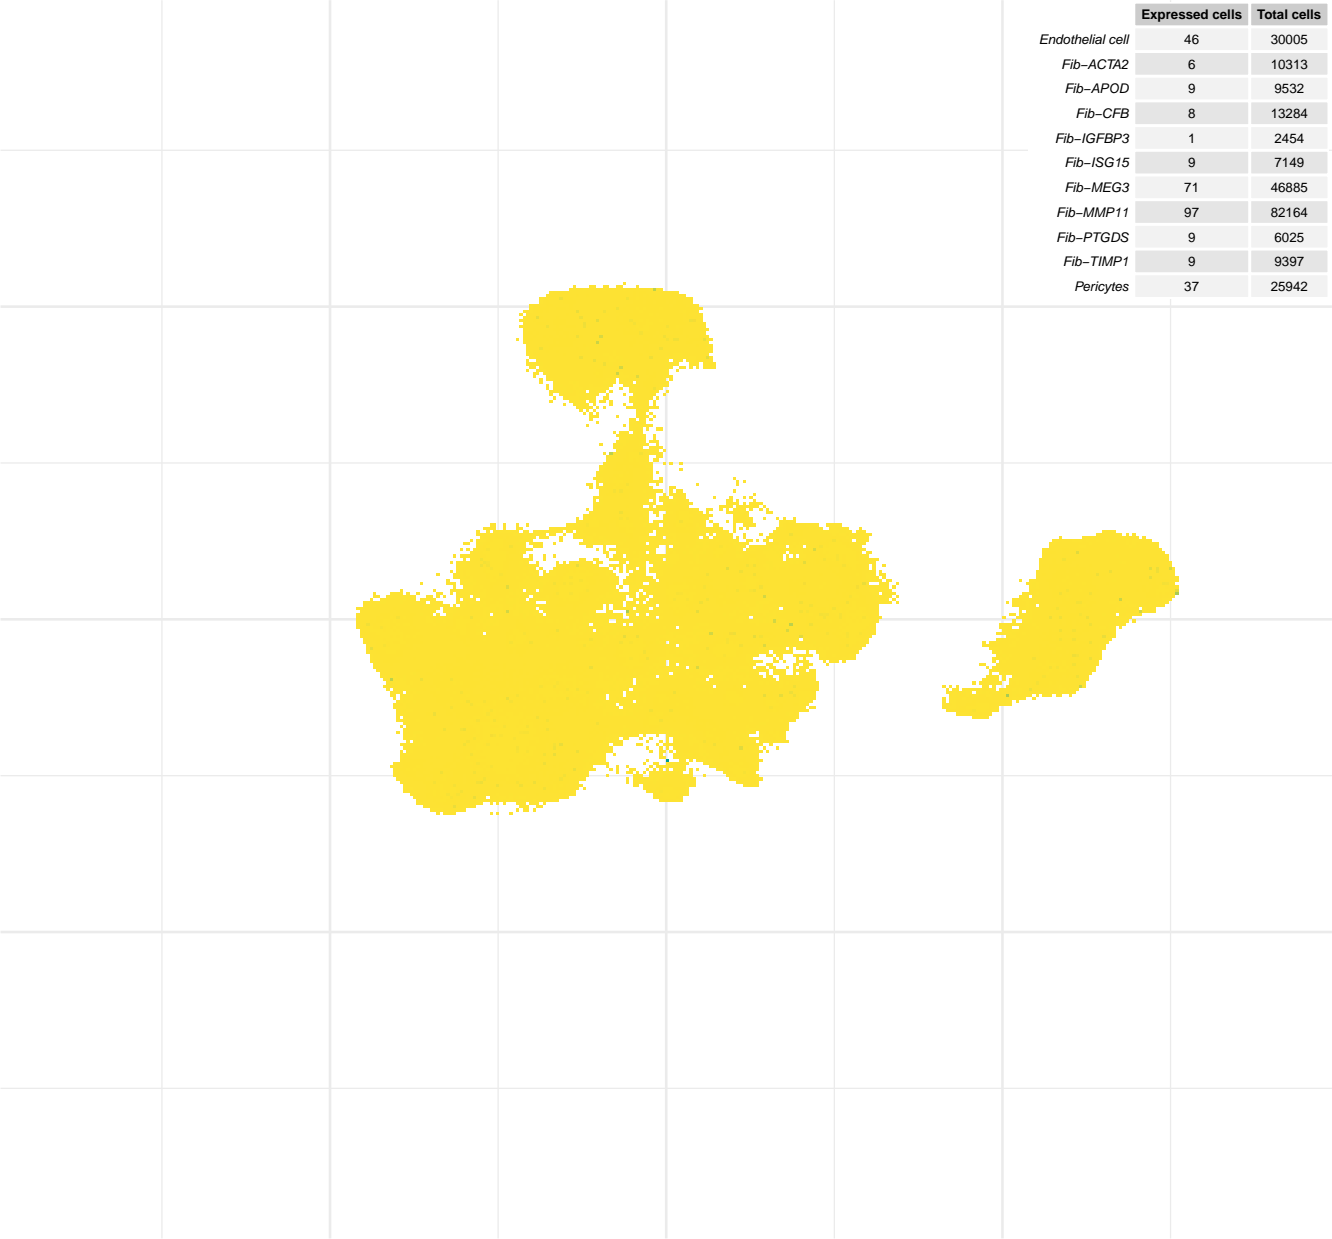 Expressed cells Total cells
Endothelial cell 46 30005
Fib−ACTA2 6 10313
Fib−APOD 9 9532
Fib−CFB 8 13284
Fib−IGFBP3 1 2454
Fib−ISG15 9 7149
Fib−MEG3 71 46885
Fib−MMP11 97 82164
Fib−PTGDS 9 6025
Fib−TIMP1 9 9397
Pericytes 37 25942